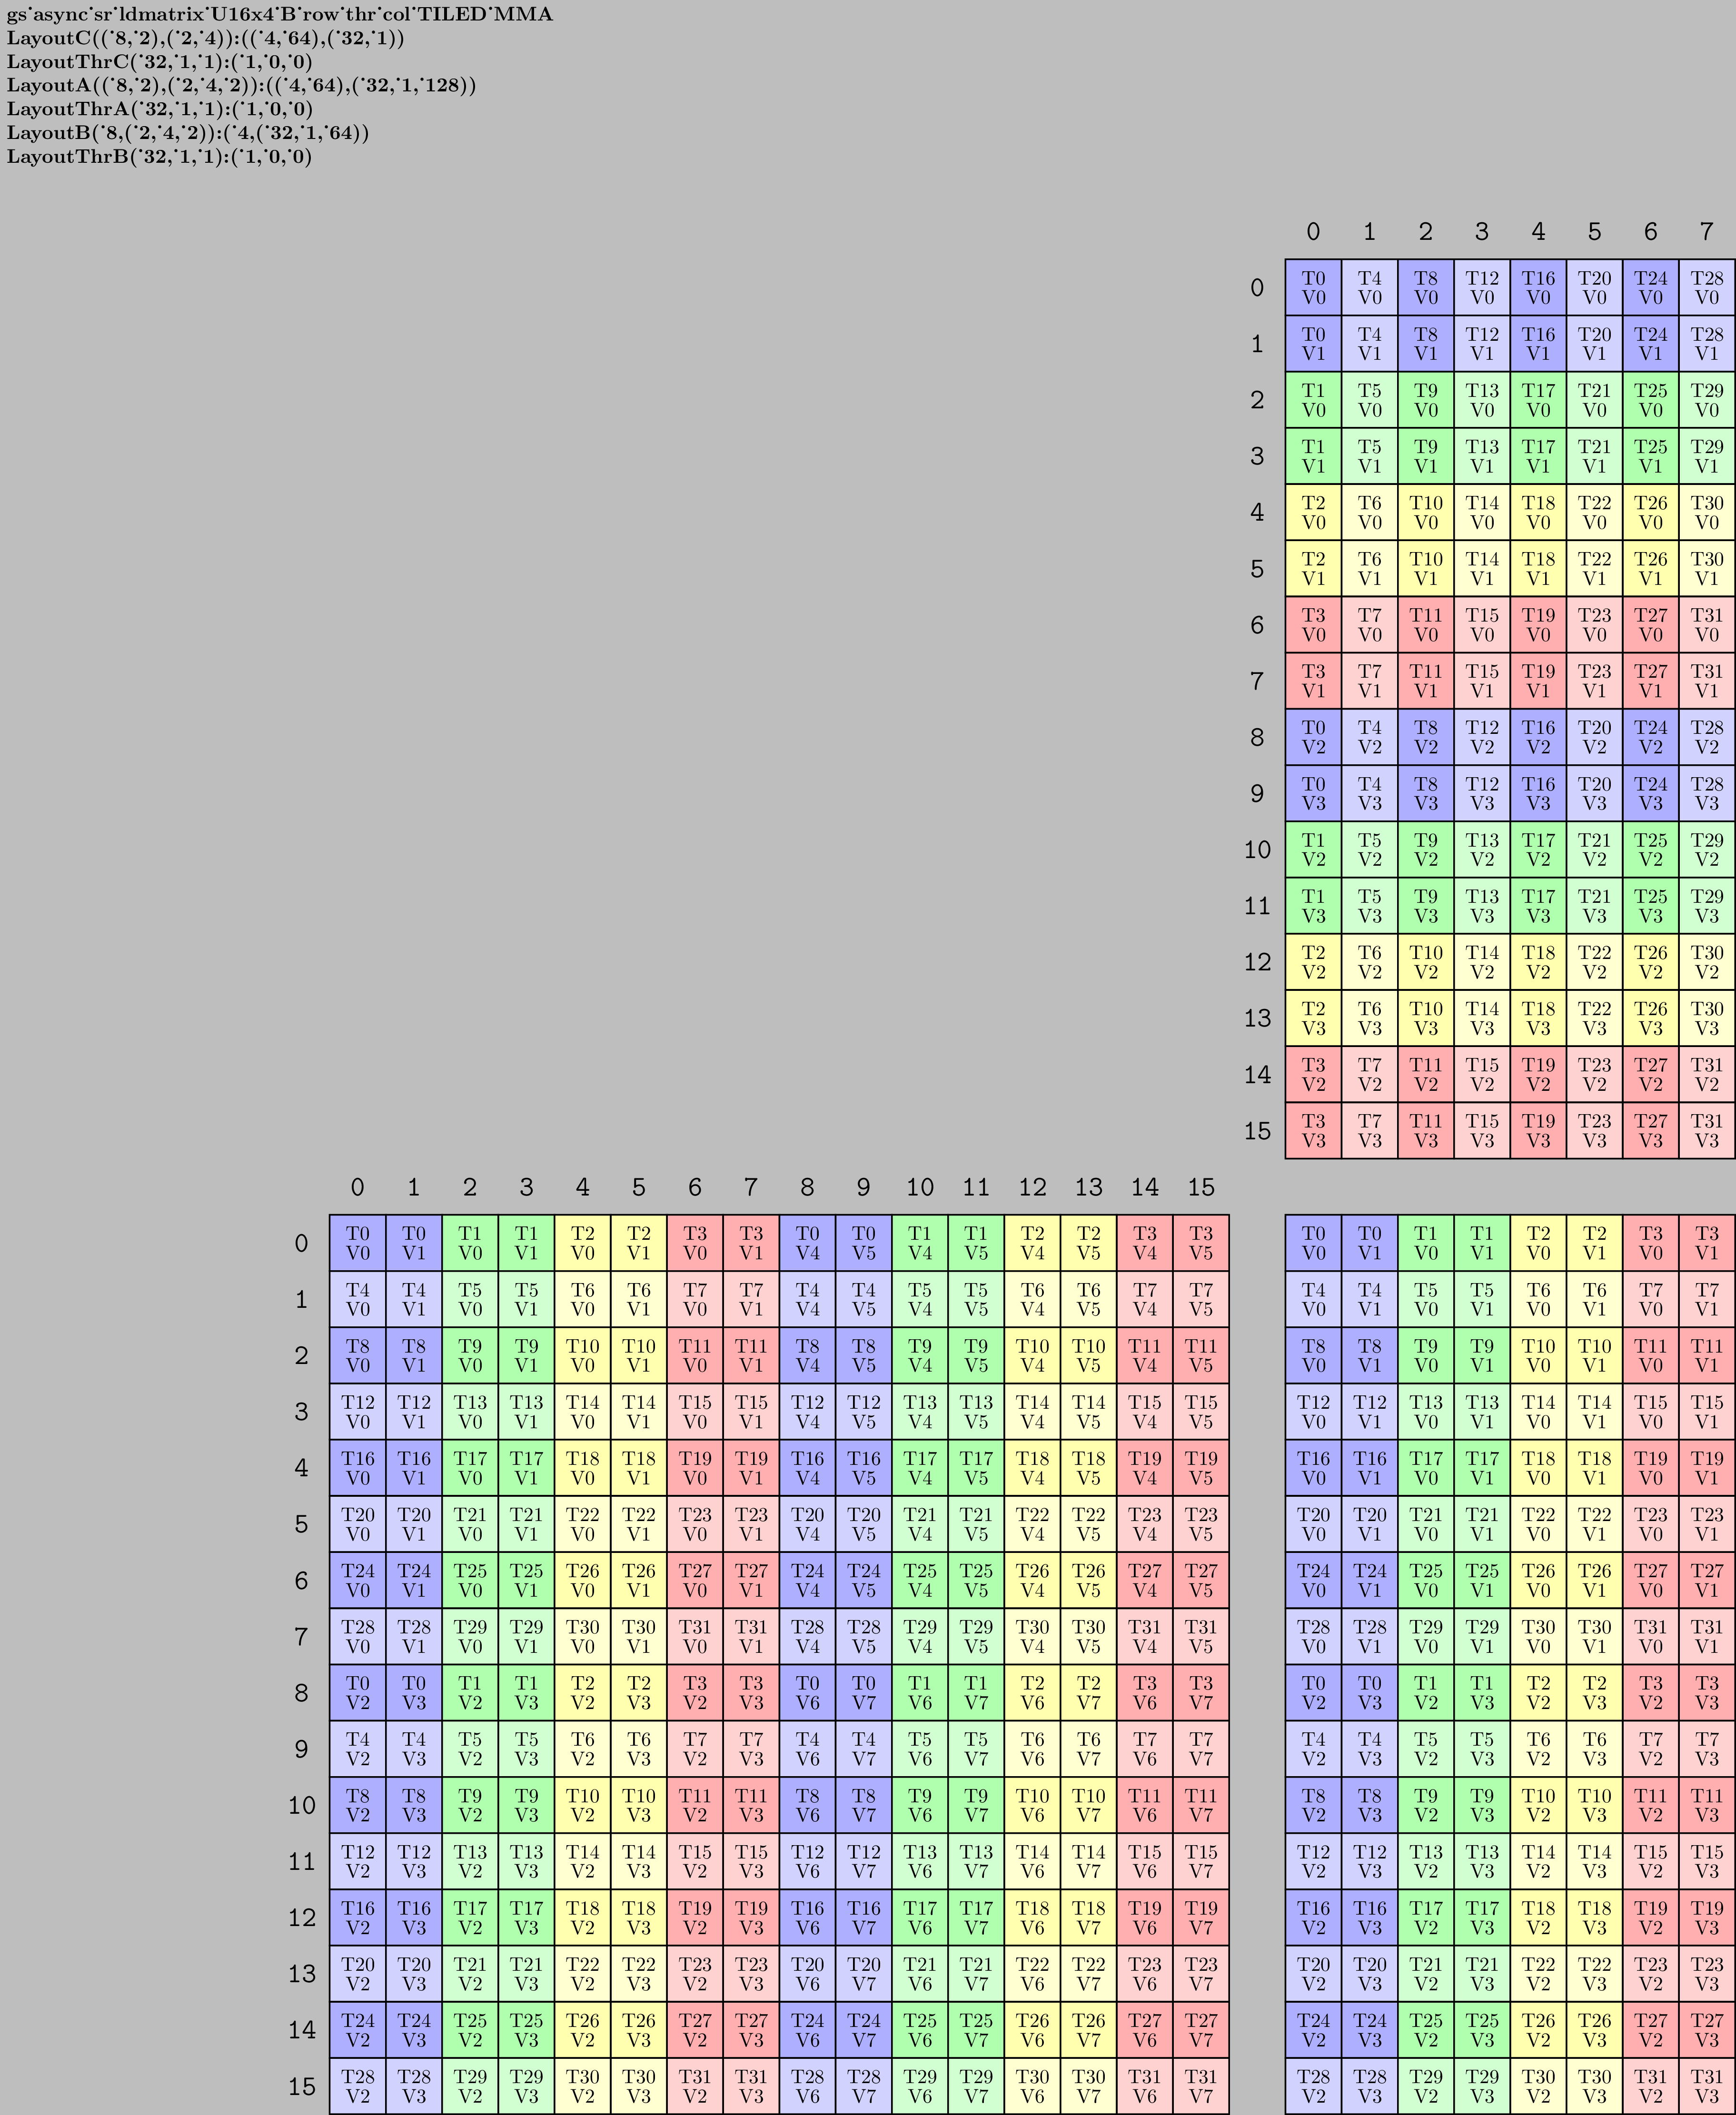 gs˙async˙sr˙ldmatrix˙U16x4˙B˙row˙thr˙col˙TILED˙MMA
LayoutC((˙8,˙2),(˙2,˙4)):((˙4,˙64),(˙32,˙1))
LayoutThrC(˙32,˙1,˙1):(˙1,˙0,˙0)
LayoutA((˙8,˙2),(˙2,˙4,˙2)):((˙4,˙64),(˙32,˙1,˙128))
LayoutThrA(˙32,˙1,˙1):(˙1,˙0,˙0)
LayoutB(˙8,(˙2,˙4,˙2)):(˙4,(˙32,˙1,˙64))
LayoutThrB(˙32,˙1,˙1):(˙1,˙0,˙0)
0 1 2 3 4 5 6 7
0
T0 T4 T8 T12 T16 T20 T24 T28
V0 V0 V0 V0 V0 V0 V0 V0
1
T0 T4 T8 T12 T16 T20 T24 T28
V1 V1 V1 V1 V1 V1 V1 V1
2
T1 T5 T9 T13 T17 T21 T25 T29
V0 V0 V0 V0 V0 V0 V0 V0
3
T1 T5 T9 T13 T17 T21 T25 T29
V1 V1 V1 V1 V1 V1 V1 V1
4
T2 T6 T10 T14 T18 T22 T26 T30
V0 V0 V0 V0 V0 V0 V0 V0
5
T2 T6 T10 T14 T18 T22 T26 T30
V1 V1 V1 V1 V1 V1 V1 V1
6
T3 T7 T11 T15 T19 T23 T27 T31
V0 V0 V0 V0 V0 V0 V0 V0
7
T3 T7 T11 T15 T19 T23 T27 T31
V1 V1 V1 V1 V1 V1 V1 V1
8
T0 T4 T8 T12 T16 T20 T24 T28
V2 V2 V2 V2 V2 V2 V2 V2
9
T0 T4 T8 T12 T16 T20 T24 T28
V3 V3 V3 V3 V3 V3 V3 V3
10
T1 T5 T9 T13 T17 T21 T25 T29
V2 V2 V2 V2 V2 V2 V2 V2
11
T1 T5 T9 T13 T17 T21 T25 T29
V3 V3 V3 V3 V3 V3 V3 V3
12
T2 T6 T10 T14 T18 T22 T26 T30
V2 V2 V2 V2 V2 V2 V2 V2
13
T2 T6 T10 T14 T18 T22 T26 T30
V3 V3 V3 V3 V3 V3 V3 V3
14
T3 T7 T11 T15 T19 T23 T27 T31
V2 V2 V2 V2 V2 V2 V2 V2
15
T3 T7 T11 T15 T19 T23 T27 T31
V3 V3 V3 V3 V3 V3 V3 V3
0 1 2 3 4 5 6 7 8 9 10 11 12 13 14 15
0
T0 T0 T1 T1 T2 T2 T3 T3 T0 T0 T1 T1 T2 T2 T3 T3 T0 T0 T1 T1 T2 T2 T3 T3
V0 V1 V0 V1 V0 V1 V0 V1 V4 V5 V4 V5 V4 V5 V4 V5 V0 V1 V0 V1 V0 V1 V0 V1
1
T4 T4 T5 T5 T6 T6 T7 T7 T4 T4 T5 T5 T6 T6 T7 T7 T4 T4 T5 T5 T6 T6 T7 T7
V0 V1 V0 V1 V0 V1 V0 V1 V4 V5 V4 V5 V4 V5 V4 V5 V0 V1 V0 V1 V0 V1 V0 V1
2
T8 T8 T9 T9 T10 T10 T11 T11 T8 T8 T9 T9 T10 T10 T11 T11 T8 T8 T9 T9 T10 T10 T11 T11
V0 V1 V0 V1 V0 V1 V0 V1 V4 V5 V4 V5 V4 V5 V4 V5 V0 V1 V0 V1 V0 V1 V0 V1
3
T12 T12 T13 T13 T14 T14 T15 T15 T12 T12 T13 T13 T14 T14 T15 T15 T12 T12 T13 T13 T14 T14 T15 T15
V0 V1 V0 V1 V0 V1 V0 V1 V4 V5 V4 V5 V4 V5 V4 V5 V0 V1 V0 V1 V0 V1 V0 V1
4
T16 T16 T17 T17 T18 T18 T19 T19 T16 T16 T17 T17 T18 T18 T19 T19 T16 T16 T17 T17 T18 T18 T19 T19
V0 V1 V0 V1 V0 V1 V0 V1 V4 V5 V4 V5 V4 V5 V4 V5 V0 V1 V0 V1 V0 V1 V0 V1
5
T20 T20 T21 T21 T22 T22 T23 T23 T20 T20 T21 T21 T22 T22 T23 T23 T20 T20 T21 T21 T22 T22 T23 T23
V0 V1 V0 V1 V0 V1 V0 V1 V4 V5 V4 V5 V4 V5 V4 V5 V0 V1 V0 V1 V0 V1 V0 V1
6
T24 T24 T25 T25 T26 T26 T27 T27 T24 T24 T25 T25 T26 T26 T27 T27 T24 T24 T25 T25 T26 T26 T27 T27
V0 V1 V0 V1 V0 V1 V0 V1 V4 V5 V4 V5 V4 V5 V4 V5 V0 V1 V0 V1 V0 V1 V0 V1
7
T28 T28 T29 T29 T30 T30 T31 T31 T28 T28 T29 T29 T30 T30 T31 T31 T28 T28 T29 T29 T30 T30 T31 T31
V0 V1 V0 V1 V0 V1 V0 V1 V4 V5 V4 V5 V4 V5 V4 V5 V0 V1 V0 V1 V0 V1 V0 V1
8
T0 T0 T1 T1 T2 T2 T3 T3 T0 T0 T1 T1 T2 T2 T3 T3 T0 T0 T1 T1 T2 T2 T3 T3
V2 V3 V2 V3 V2 V3 V2 V3 V6 V7 V6 V7 V6 V7 V6 V7 V2 V3 V2 V3 V2 V3 V2 V3
9
T4 T4 T5 T5 T6 T6 T7 T7 T4 T4 T5 T5 T6 T6 T7 T7 T4 T4 T5 T5 T6 T6 T7 T7
V2 V3 V2 V3 V2 V3 V2 V3 V6 V7 V6 V7 V6 V7 V6 V7 V2 V3 V2 V3 V2 V3 V2 V3
10
T8 T8 T9 T9 T10 T10 T11 T11 T8 T8 T9 T9 T10 T10 T11 T11 T8 T8 T9 T9 T10 T10 T11 T11
V2 V3 V2 V3 V2 V3 V2 V3 V6 V7 V6 V7 V6 V7 V6 V7 V2 V3 V2 V3 V2 V3 V2 V3
11
T12 T12 T13 T13 T14 T14 T15 T15 T12 T12 T13 T13 T14 T14 T15 T15 T12 T12 T13 T13 T14 T14 T15 T15
V2 V3 V2 V3 V2 V3 V2 V3 V6 V7 V6 V7 V6 V7 V6 V7 V2 V3 V2 V3 V2 V3 V2 V3
12
T16 T16 T17 T17 T18 T18 T19 T19 T16 T16 T17 T17 T18 T18 T19 T19 T16 T16 T17 T17 T18 T18 T19 T19
V2 V3 V2 V3 V2 V3 V2 V3 V6 V7 V6 V7 V6 V7 V6 V7 V2 V3 V2 V3 V2 V3 V2 V3
13
T20 T20 T21 T21 T22 T22 T23 T23 T20 T20 T21 T21 T22 T22 T23 T23 T20 T20 T21 T21 T22 T22 T23 T23
V2 V3 V2 V3 V2 V3 V2 V3 V6 V7 V6 V7 V6 V7 V6 V7 V2 V3 V2 V3 V2 V3 V2 V3
14
T24 T24 T25 T25 T26 T26 T27 T27 T24 T24 T25 T25 T26 T26 T27 T27 T24 T24 T25 T25 T26 T26 T27 T27
V2 V3 V2 V3 V2 V3 V2 V3 V6 V7 V6 V7 V6 V7 V6 V7 V2 V3 V2 V3 V2 V3 V2 V3
15
T28 T28 T29 T29 T30 T30 T31 T31 T28 T28 T29 T29 T30 T30 T31 T31 T28 T28 T29 T29 T30 T30 T31 T31
V2 V3 V2 V3 V2 V3 V2 V3 V6 V7 V6 V7 V6 V7 V6 V7 V2 V3 V2 V3 V2 V3 V2 V3